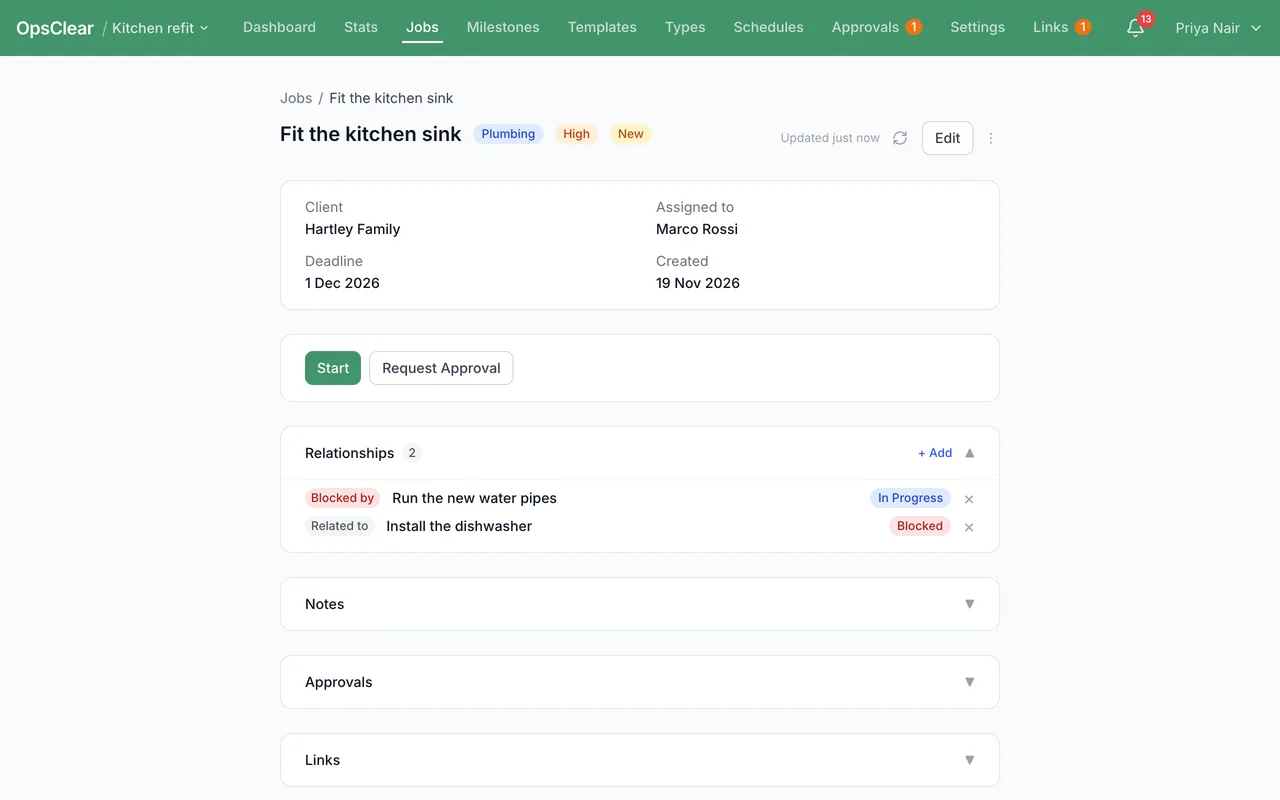 OpsClear / Kitchen refit Dashboard Stats Jobs Milestones Templates Types Schedules Approvals 1 Settings Links 1 13 Priya Nair
Jobs / Fit the kitchen sink
Fit the kitchen sink Plumbing High New Updated just now Edit
Client Assigned to
Hartley Family Marco Rossi
Deadline Created
1 Dec 2026 19 Nov 2026
Start Request Approval
Relationships 2 + Add
Blocked by Run the new water pipes In Progress
Related to Install the dishwasher Blocked
Notes
Approvals
Links